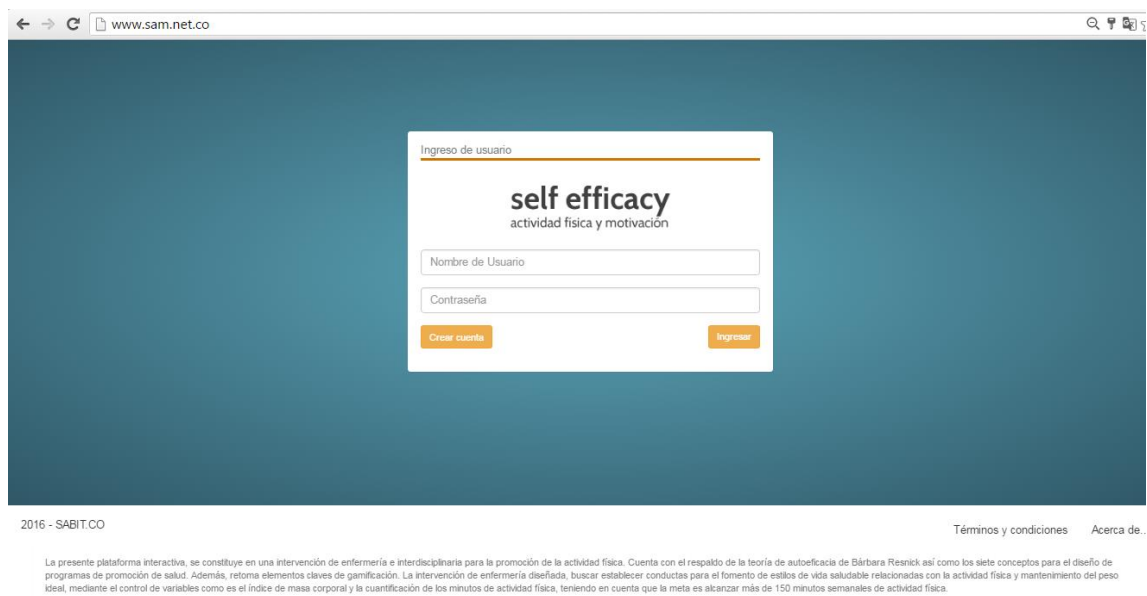 www.sam.net.co
Ingreso de usuario
self efficacy
actividad física y motivación
Nombre de Usuario
Contraseña
Crear cuenta
Ingresar
2016 - SABIT.CO
Términos y condiciones Acerca de...
La presente plataforma interactiva, se constituye en una intervención de enfermería e interdisciplinaria para la promoción de la actividad física. Cuenta con el respaldo de la teoría de autoeficacia de Bárbara Resnick así como los siete conceptos para el diseño de
programas de promoción de salud. Además, retoma elementos claves de gamificación. La intervención de enfermería diseñada, buscar establecer conductas para el fomento de estilos de vida saludable relacionadas con la actividad física y mantenimiento del peso
ideal, mediante el control de variables como es el índice de masa corporal y la cuantificación de los minutos de actividad física, teniendo en cuenta que la meta es alcanzar más de 150 minutos semanales de actividad física.